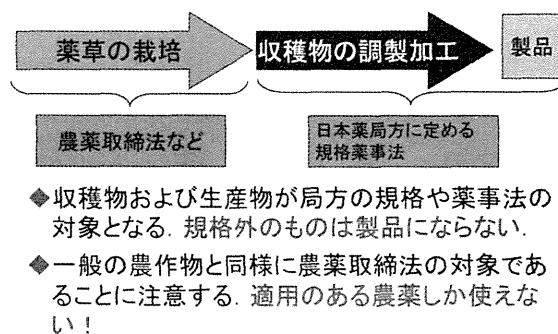 薬草の栽培
収穫物の調製加工
製品
農薬取締法など
日本薬局方に定める
規格薬事法
◆収穫物および生産物が局方の規格や薬事法の
対象となる. 規格外のものは製品にならない.
◆一般の農作物と同様に農薬取締法の対象であ
ることに注意する. 適用のある農薬しか使えな
い！